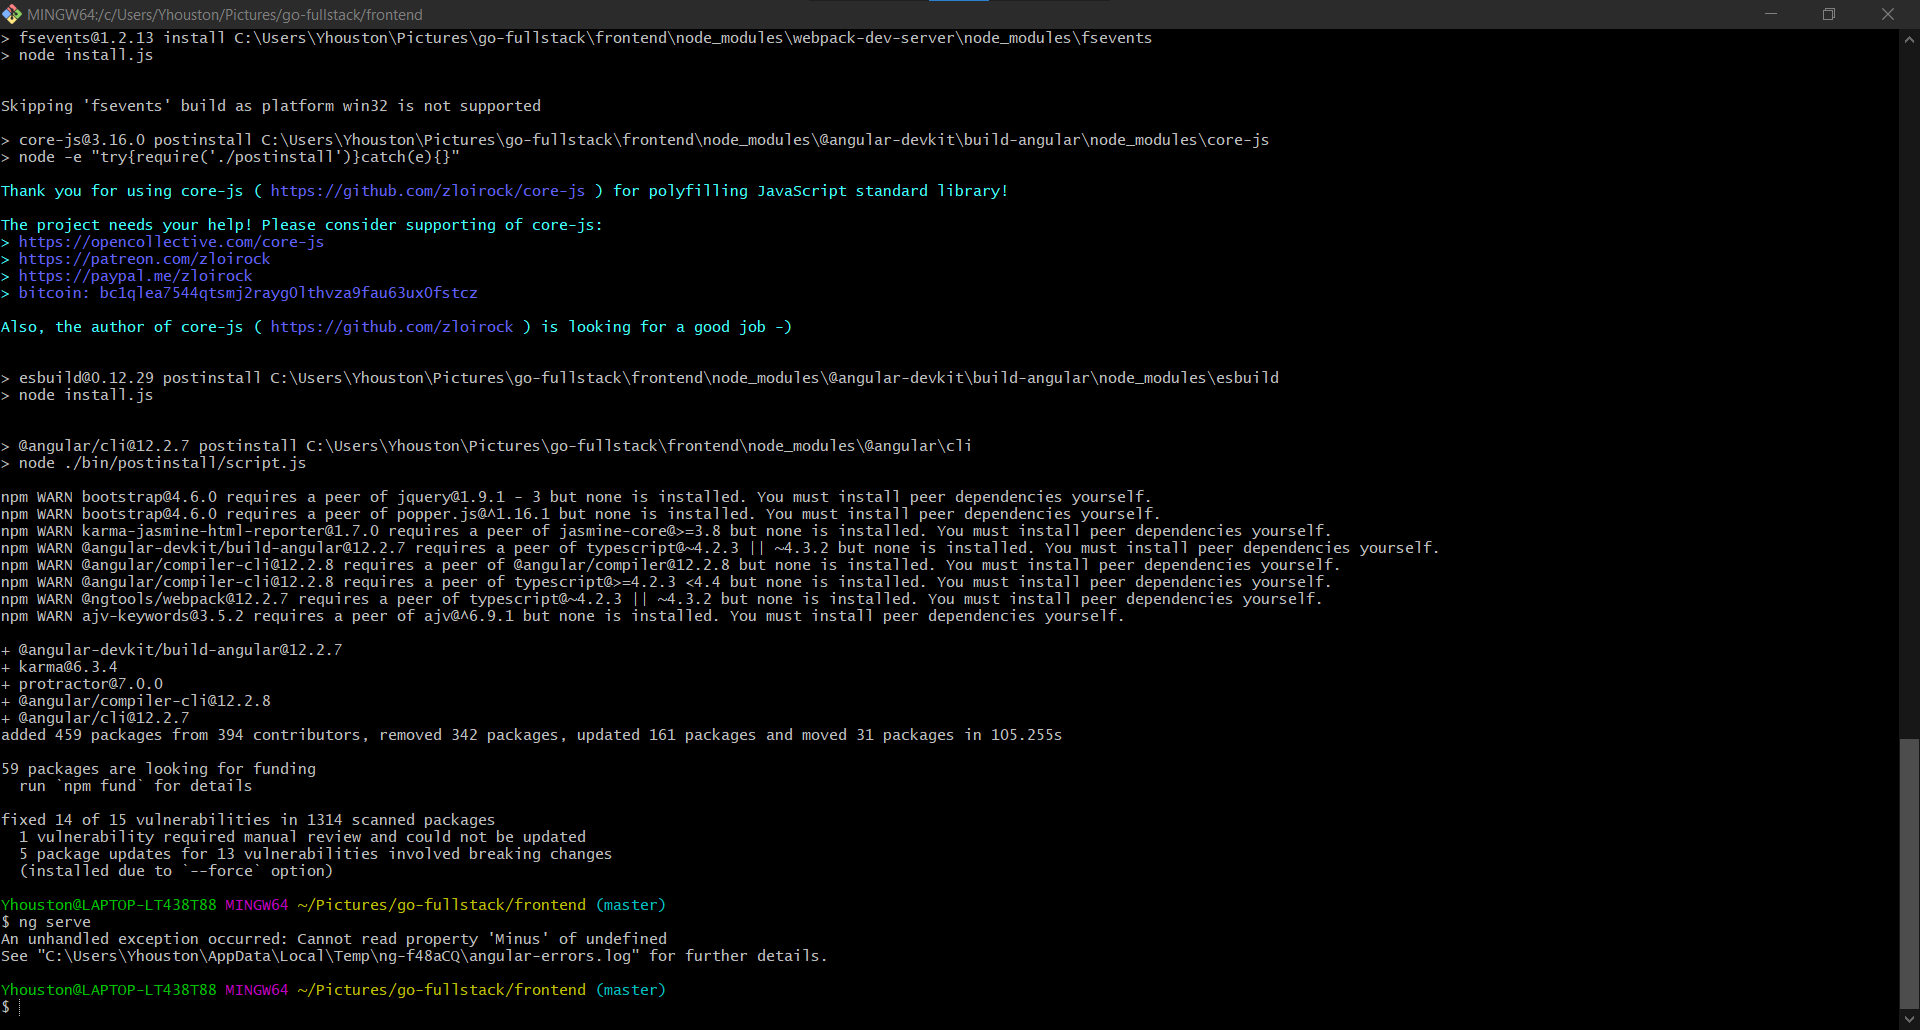 MINGW64:/c/Users/Yhouston/Pictures/go-fullstack/frontend
> fsevents@1.2.13 install C:\Users\Yhouston\Pictures\go-fullstack\frontend\node_modules\webpack-dev-server\node_modules\fsevents
> node install.js
Skipping 'fsevents' build as platform win32 is not supported
> core-js@3.16.0 postinstall C:\Users\Yhouston\Pictures\go-fullstack\frontend\node_modules\@angular-devkit\build-angular\node_modules\core-js
> node -e "try{require('./postinstall')}catch(e){}"
Thank you for using core-js ( https://github.com/zloirock/core-js ) for polyfilling JavaScript standard library!
The project needs your help! Please consider supporting of core-js:
> https://opencollective.com/core-js
> https://patreon.com/zloirock
> https://paypal.me/zloirock
> bitcoin: bc1qlea7544qtsmj2rayg0lthvza9fau63ux0fstcz
Also, the author of core-js ( https://github.com/zloirock ) is looking for a good job -)
> esbuild@0.12.29 postinstall C:\Users\Yhouston\Pictures\go-fullstack\frontend\node_modules\@angular-devkit\build-angular\node_modules\esbuild
> node install.js
> @angular/cli@12.2.7 postinstall C:\Users\Yhouston\Pictures\go-fullstack\frontend\node_modules\@angular\cli
> node ./bin/postinstall/script.js
npm WARN bootstrap@4.6.0 requires a peer of jquery@1.9.1 - 3 but none is installed. You must install peer dependencies yourself.
npm WARN bootstrap@4.6.0 requires a peer of popper.js@^1.16.1 but none is installed. You must install peer dependencies yourself.
npm WARN karma-jasmine-html-reporter@1.7.0 requires a peer of jasmine-core@>=3.8 but none is installed. You must install peer dependencies yourself.
npm WARN @angular-devkit/build-angular@12.2.7 requires a peer of typescript@~4.2.3 || ~4.3.2 but none is installed. You must install peer dependencies yourself.
npm WARN @angular/compiler-cli@12.2.8 requires a peer of @angular/compiler@12.2.8 but none is installed. You must install peer dependencies yourself.
npm WARN @angular/compiler-cli@12.2.8 requires a peer of typescript@>=4.2.3 <4.4 but none is installed. You must install peer dependencies yourself.
npm WARN @ngtools/webpack@12.2.7 requires a peer of typescript@~4.2.3 || ~4.3.2 but none is installed. You must install peer dependencies yourself.
npm WARN ajv-keywords@3.5.2 requires a peer of ajv@^6.9.1 but none is installed. You must install peer dependencies yourself.
+ @angular-devkit/build-angular@12.2.7
+ karma@6.3.4
+ protractor@7.0.0
+ @angular/compiler-cli@12.2.8
+ @angular/cli@12.2.7
added 459 packages from 394 contributors, removed 342 packages, updated 161 packages and moved 31 packages in 105.255s
59 packages are looking for funding
  run `npm fund` for details
fixed 14 of 15 vulnerabilities in 1314 scanned packages
  1 vulnerability required manual review and could not be updated
  5 package updates for 13 vulnerabilities involved breaking changes
  (installed due to `--force` option)
Yhouston@LAPTOP-LT438T88 MINGW64 ~/Pictures/go-fullstack/frontend (master)
$ ng serve
An unhandled exception occurred: Cannot read property 'Minus' of undefined
See "C:\Users\Yhouston\AppData\Local\Temp\ng-f48aCQ\angular-errors.log" for further details.
Yhouston@LAPTOP-LT438T88 MINGW64 ~/Pictures/go-fullstack/frontend (master)
$